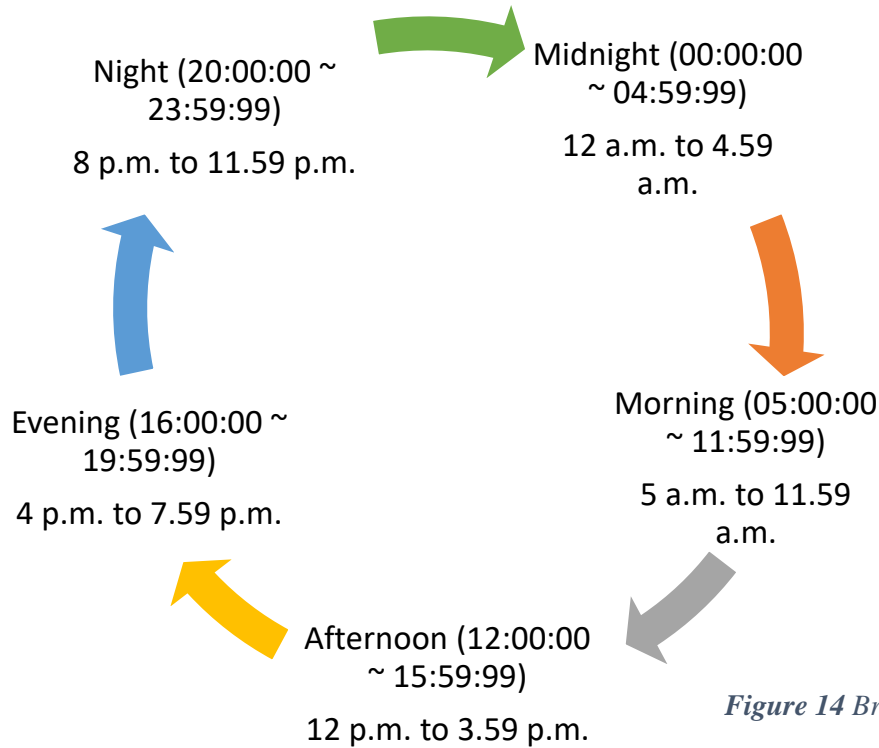 Night (20:00:00 ~
23:59:99)
8 p.m. to 11.59 p.m.
Midnight (00:00:00
~ 04:59:99)
12 a.m. to 4.59
a.m.
Morning (05:00:00
~ 11:59:99)
5 a.m. to 11.59
a.m.
Afternoon (12:00:00
~ 15:59:99)
12 p.m. to 3.59 p.m.
Evening (16:00:00 ~
19:59:99)
4 p.m. to 7.59 p.m.
Figure 14